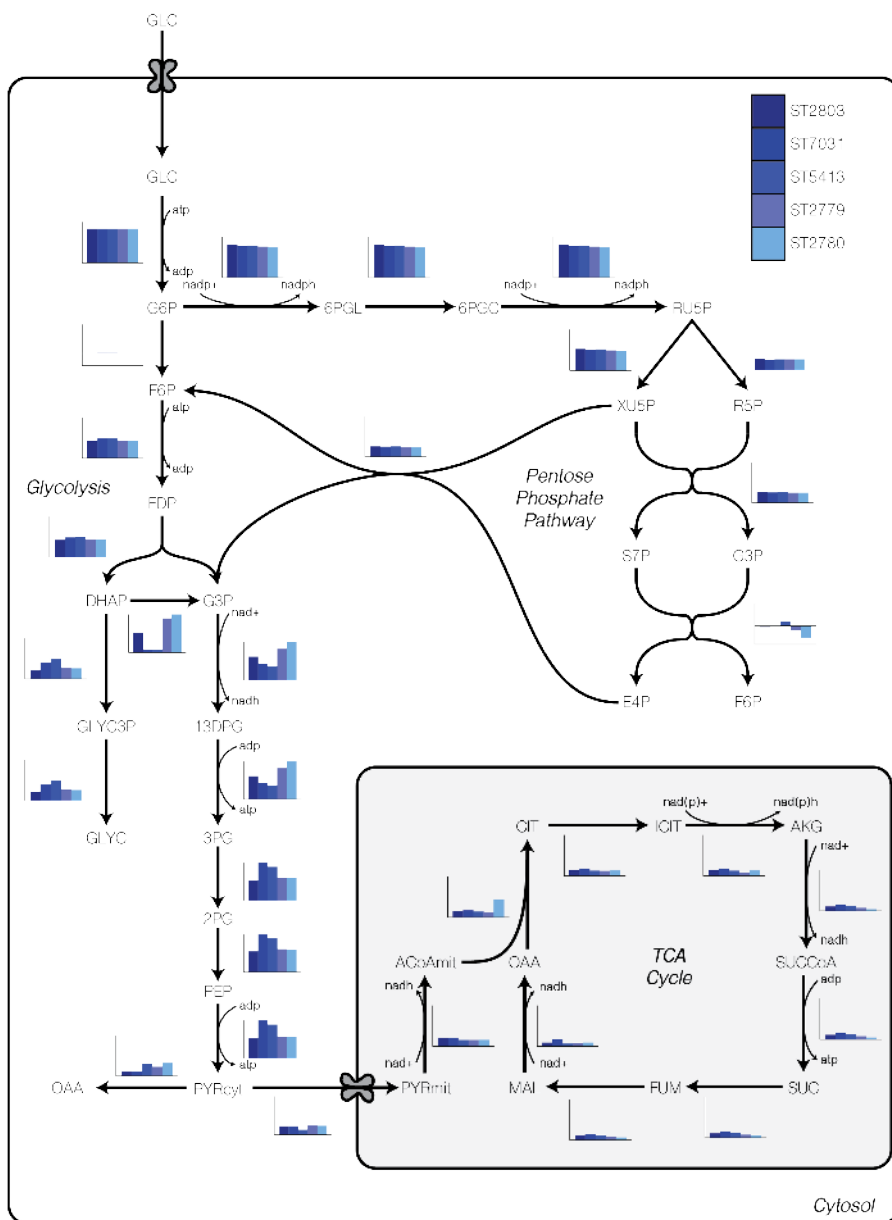 GLC
ST2803
ST7031
ST5413
ST2779
ST2780
GLC
atp
adp
nadp+
nadph
nadp+
nadph
G6P
6PGL
6PGC
RU5P
F6P
XU5P
R5P
atp
adp
Glycolysis
Pentose
Phosphate
Pathway
FDP
S7P
G3P
DHAP
G3P
nad+
nadh
E4P
F6P
GLYC3P
13DPG
adp
atp
GLYC
3PG
nad(p)+
nad(p)h
CIT
ICIT
AKG
nad+
nadh
2PG
ACoAmit
OAA
TCA
Cycle
SUCCoA
PEP
nadh
nadh
adp
adp
atp
nad+
nad+
atp
OAA
PYRcyt
PYRmit
MAL
FUM
SUC
Cytosol